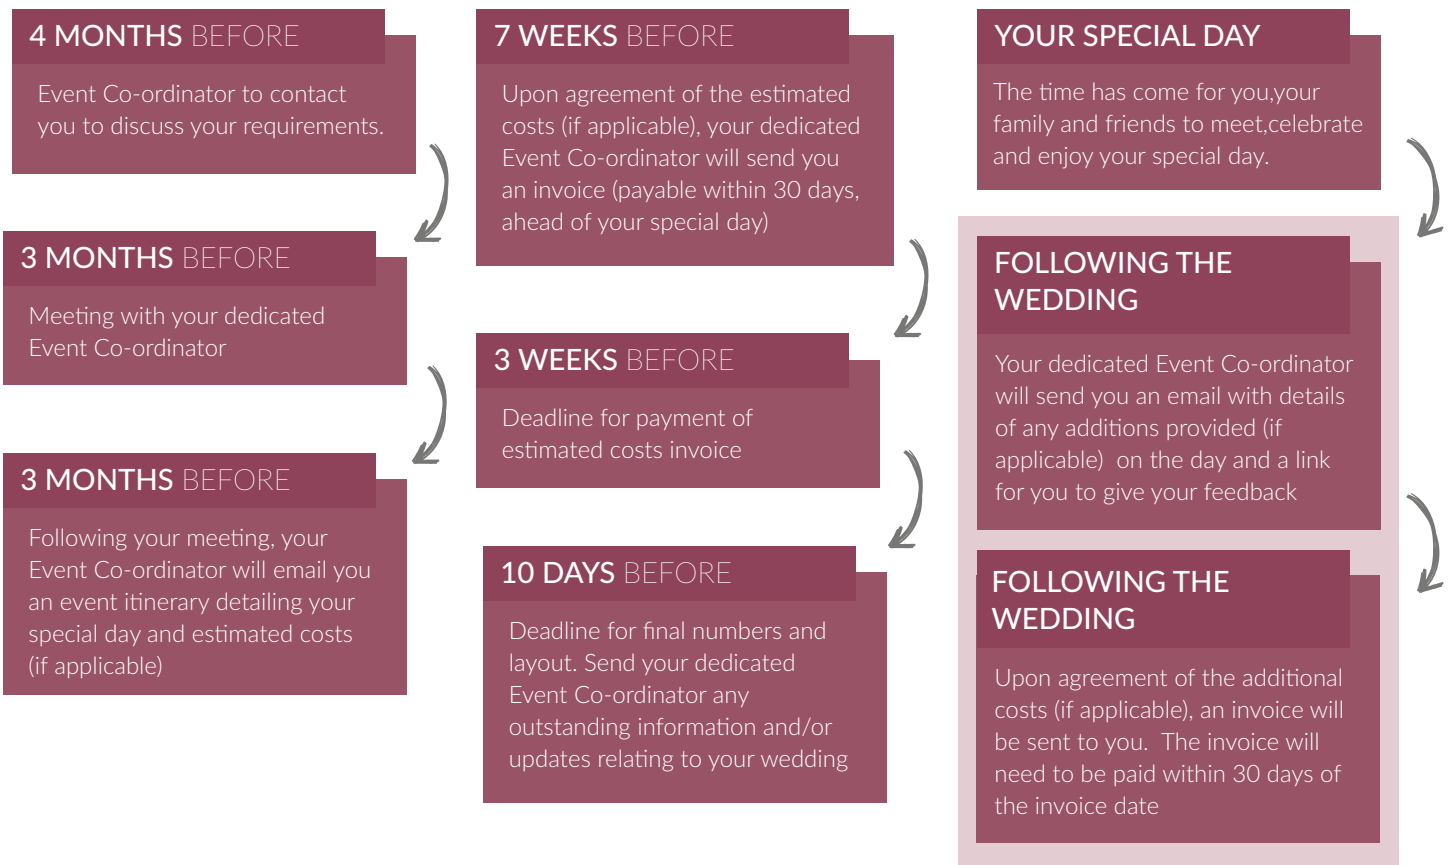 4 MONTHS BEFORE
Event Co-ordinator to contact
you to discuss your requirements.
3 MONTHS BEFORE
Meeting with your dedicated
Event Co-ordinator
3 MONTHS BEFORE
Following your meeting, your
Event Co-ordinator will email you
an event itinerary detailing your
special day and estimated costs
(if applicable)
7 WEEKS BEFORE
Upon agreement of the estimated
costs (if applicable), your dedicated
Event Co-ordinator will send you
an invoice (payable within 30 days,
ahead of your special day)
3 WEEKS BEFORE
Deadline for payment of
estimated costs invoice
10 DAYS BEFORE
Deadline for final numbers and
layout. Send your dedicated
Event Co-ordinator any
outstanding information and/or
updates relating to your wedding
YOUR SPECIAL DAY
The time has come for you,your
family and friends to meet,celebrate
and enjoy your special day.
FOLLOWING THE
WEDDING
Your dedicated Event Co-ordinator
will send you an email with details
of any additions provided (if
applicable)  on the day and a link
for you to give your feedback
FOLLOWING THE
WEDDING
Upon agreement of the additional
costs (if applicable), an invoice will
be sent to you.  The invoice will
need to be paid within 30 days of
the invoice date